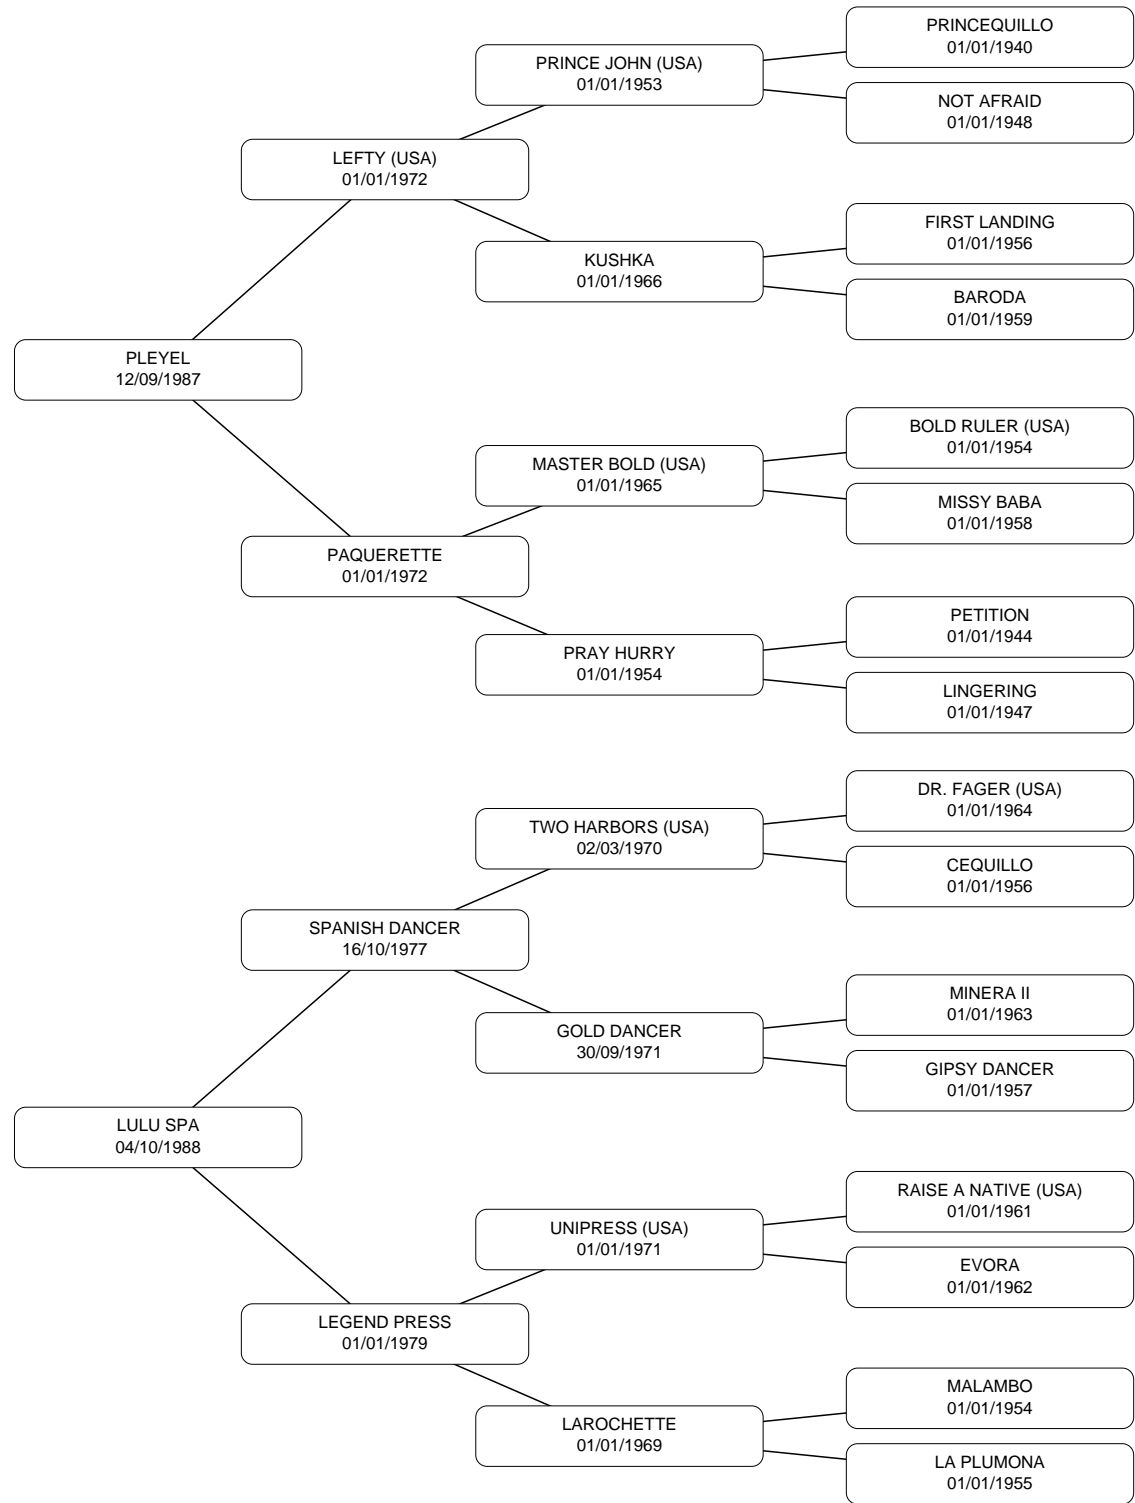 PRINCEQUILLO
01/01/1940
PRINCE JOHN (USA)
01/01/1953
NOT AFRAID
01/01/1948
LEFTY (USA)
01/01/1972
FIRST LANDING
01/01/1956
KUSHKA
01/01/1966
BARODA
01/01/1959
PLEYEL
12/09/1987
BOLD RULER (USA)
01/01/1954
MASTER BOLD (USA)
01/01/1965
MISSY BABA
01/01/1958
PAQUERETTE
01/01/1972
PETITION
01/01/1944
PRAY HURRY
01/01/1954
LINGERING
01/01/1947
DR. FAGER (USA)
01/01/1964
TWO HARBORS (USA)
02/03/1970
CEQUILLO
01/01/1956
SPANISH DANCER
16/10/1977
MINERA II
01/01/1963
GOLD DANCER
30/09/1971
GIPSY DANCER
01/01/1957
LULU SPA
04/10/1988
RAISE A NATIVE (USA)
01/01/1961
UNIPRESS (USA)
01/01/1971
EVORA
01/01/1962
LEGEND PRESS
01/01/1979
MALAMBO
01/01/1954
LAROCHETTE
01/01/1969
LA PLUMONA
01/01/1955